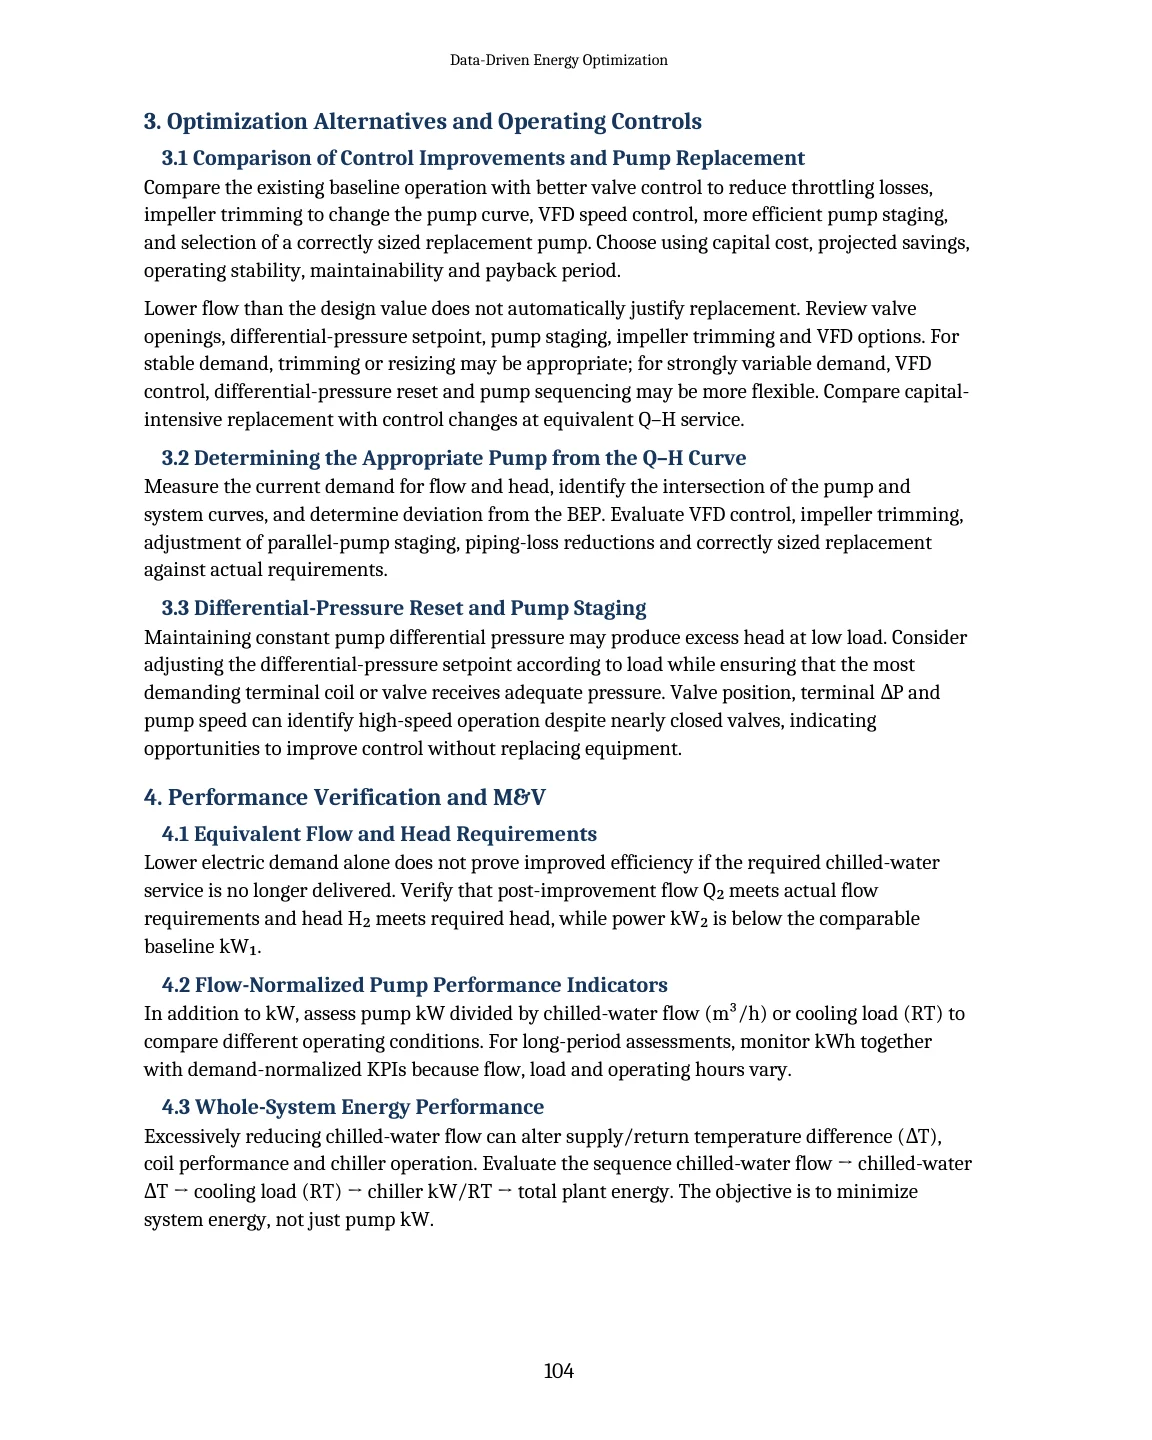 Data-Driven Energy Optimization
3. Optimization Alternatives and Operating Controls
3.1 Comparison of Control Improvements and Pump Replacement
Compare the existing baseline operation with better valve control to reduce throttling losses,
impeller trimming to change the pump curve, VFD speed control, more efficient pump staging,
and selection of a correctly sized replacement pump. Choose using capital cost, projected savings,
operating stability, maintainability and payback period.
Lower flow than the design value does not automatically justify replacement. Review valve
openings, differential-pressure setpoint, pump staging, impeller trimming and VFD options. For
stable demand, trimming or resizing may be appropriate; for strongly variable demand, VFD
control, differential-pressure reset and pump sequencing may be more flexible. Compare capital-
intensive replacement with control changes at equivalent Q–H service.
3.2 Determining the Appropriate Pump from the Q–H Curve
Measure the current demand for flow and head, identify the intersection of the pump and
system curves, and determine deviation from the BEP. Evaluate VFD control, impeller trimming,
adjustment of parallel-pump staging, piping-loss reductions and correctly sized replacement
against actual requirements.
3.3 Differential-Pressure Reset and Pump Staging
Maintaining constant pump differential pressure may produce excess head at low load. Consider
adjusting the differential-pressure setpoint according to load while ensuring that the most
demanding terminal coil or valve receives adequate pressure. Valve position, terminal ΔP and
pump speed can identify high-speed operation despite nearly closed valves, indicating
opportunities to improve control without replacing equipment.
4. Performance Verification and M&V
4.1 Equivalent Flow and Head Requirements
Lower electric demand alone does not prove improved efficiency if the required chilled-water
service is no longer delivered. Verify that post-improvement flow Q₂ meets actual flow
requirements and head H₂ meets required head, while power kW₂ is below the comparable
baseline kW₁.
4.2 Flow-Normalized Pump Performance Indicators
In addition to kW, assess pump kW divided by chilled-water flow (m³/h) or cooling load (RT) to
compare different operating conditions. For long-period assessments, monitor kWh together
with demand-normalized KPIs because flow, load and operating hours vary.
4.3 Whole-System Energy Performance
Excessively reducing chilled-water flow can alter supply/return temperature difference (ΔT),
coil performance and chiller operation. Evaluate the sequence chilled-water flow → chilled-water
ΔT → cooling load (RT) → chiller kW/RT → total plant energy. The objective is to minimize
system energy, not just pump kW.
104